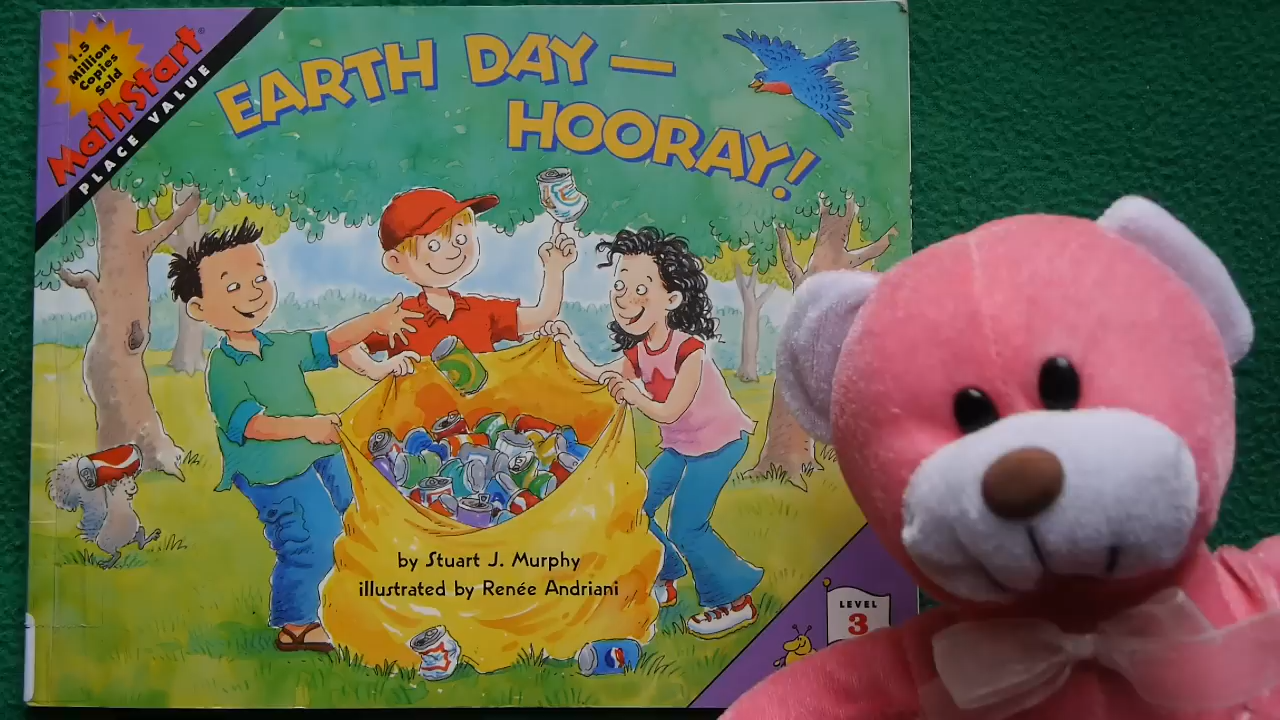 1.5
Million
Copies
Sold
MathStart®
PLACE VALUE
EARTH DAY—
HOORAY!
by Stuart J. Murphy
illustrated by Renée Andriani
LEVEL
3